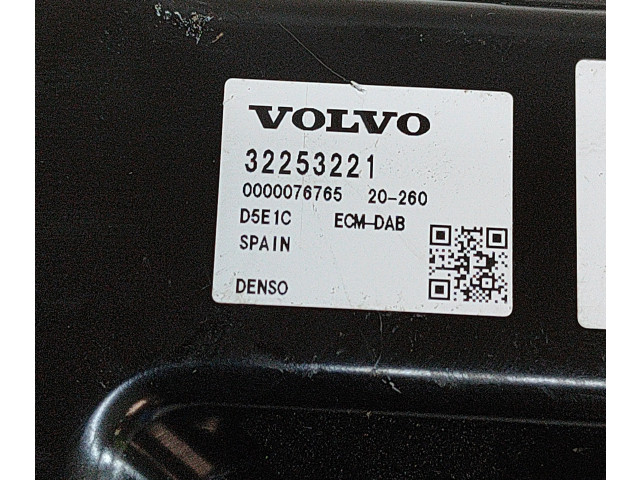 VOLVO
32253221
0000076765 20-260
D5E1C ECM-DAB
SPAIN
DENSO